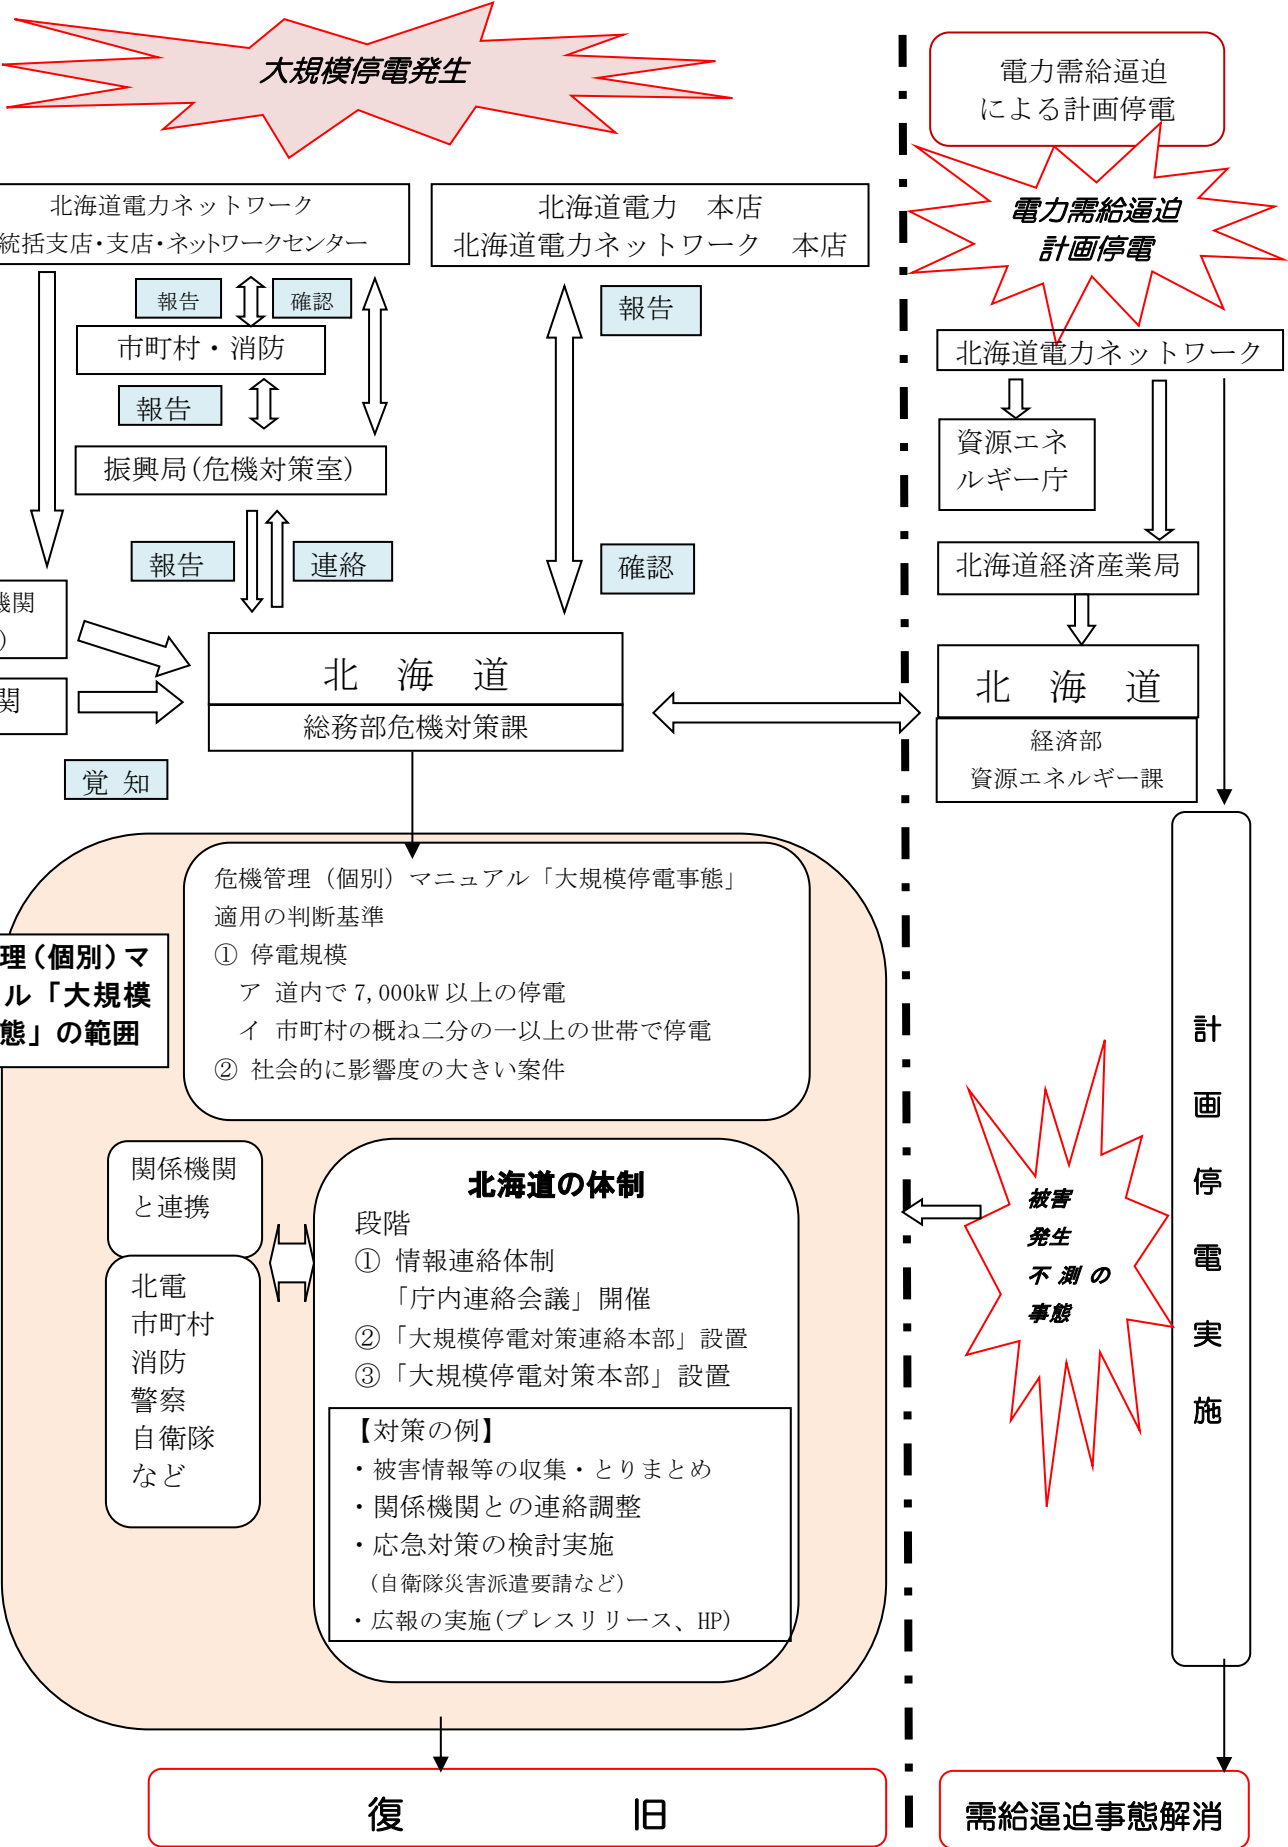 大規模停電発生
北海道電力ネットワーク
統括支店・支店・ネットワークセンター
北海道電力　本店
北海道電力ネットワーク　本店
報告
確認
市町村・消防
報告
振興局(危機対策室)
報告
連絡
報告
確認
機関
)
関
覚 知
北　海　道
総務部危機対策課
危機管理（個別）マニュアル「大規模停電事態」
適用の判断基準
① 停電規模
ア 道内で 7,000kW 以上の停電
イ 市町村の概ね二分の一以上の世帯で停電
② 社会的に影響度の大きい案件
理（個別）マ
ル「大規模
態」の範囲
関係機関
と連携
北電
市町村
消防
警察
自衛隊
など
北海道の体制
段階
① 情報連絡体制
「庁内連絡会議」開催
②「大規模停電対策連絡本部」設置
③「大規模停電対策本部」設置
【対策の例】
・被害情報等の収集・とりまとめ
・関係機関との連絡調整
・応急対策の検討実施
（自衛隊災害派遣要請など）
・広報の実施(プレスリリース、HP)
復　旧
電力需給逼迫
による計画停電
電力需給逼迫
計画停電
北海道電力ネットワーク
資源エネ
ルギー庁
北海道経済産業局
北　海　道
経済部
資源エネルギー課
計画停電実施
被害
発生
不測の
事態
需給逼迫事態解消